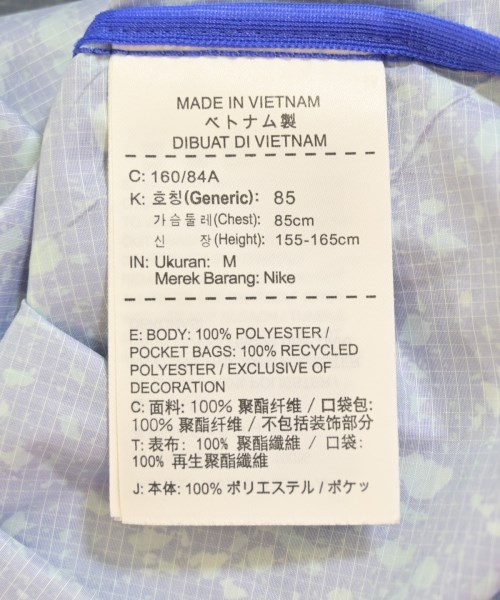 MADE IN VIETNAM
ベトナム製
DIBUAT DI VIETNAM
C: 160/84A
K: 호칭(Generic): 85
가슴둘레(Chest): 85cm
신 장(Height): 155-165cm
IN: Ukuran: M
Merek Barang: Nike
E: BODY: 100% POLYESTER /
POCKET BAGS: 100% RECYCLED
POLYESTER / EXCLUSIVE OF
DECORATION
C: 面料: 100% 聚酯纤维 / 口袋包:
100% 聚酯纤维 / 不包括装饰部分
T: 表布: 100% 聚酯纖維 / 口袋:
100% 再生聚酯纖維
J: 本体: 100% ポリエステル / ポケッ